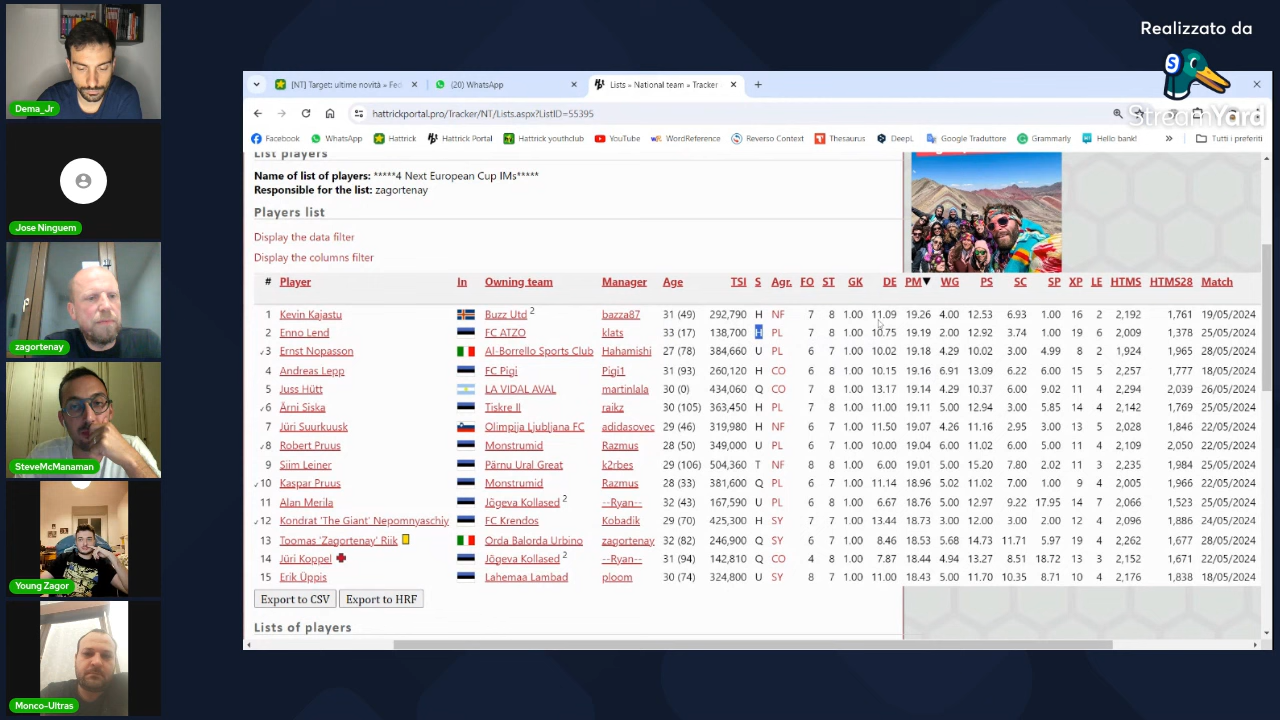 Realizzato da
S
StreamYard
Dema_Jr
Jose Ninguem
zagortenay
SteveMcManaman
Young Zagor
Monco-Ultras
[NT] Target: ultime novità » Fed
(20) WhatsApp
Lists » National team » Tracker
hattrickportal.pro/Tracker/NT/Lists.aspx?ListID=55395
Facebook WhatsApp Hattrick Hattrick Portal Hattrick youthclub YouTube WordReference Reverso Context Thesaurus DeepL Google Traduttore Grammarly Hello bank! » Tutti i preferiti
List players
Name of list of players: *****4 Next European Cup IMs*****
Responsible for the list: zagortenay
Players list
Display the data filter
Display the columns filter
# Player In Owning team Manager Age TSI S Agr. FO ST GK DE PM▼ WG PS SC SP XP LE HTMS HTMS28 Match
1 Kevin Kajastu Buzz Utd 2 bazza87 31 (49) 292,790 H NF 7 8 1.00 11.09 19.26 4.00 12.53 6.93 1.00 16 2 2,192 1,761 19/05/2024
2 Enno Lend FC ATZO klats 33 (17) 138,700 H PL 7 8 1.00 10.75 19.19 2.00 12.92 3.74 1.00 19 6 2,009 1,378 25/05/2024
✓3 Ernst Nopasson Al-Borrello Sports Club Hahamishi 27 (78) 384,660 U PL 6 7 1.00 10.02 19.18 4.29 10.02 3.00 4.99 8 2 1,924 1,965 28/05/2024
4 Andreas Lepp FC Pigi Pigi1 31 (93) 260,120 H CO 6 8 1.00 10.15 19.16 6.91 13.09 6.22 6.00 15 5 2,257 1,777 18/05/2024
5 Juss Hütt LA VIDAL AVAL martinlala 30 (0) 434,060 Q CO 7 8 1.00 13.17 19.14 4.29 10.37 6.00 9.02 11 4 2,294 2,039 26/05/2024
✓6 Ärni Siska Tiskre II raikz 30 (105) 363,450 H PL 7 8 1.00 11.00 19.11 5.00 12.94 3.00 5.85 14 4 2,142 1,769 25/05/2024
7 Jüri Suurkuusk Olimpija Ljubljana FC adidasovec 29 (46) 319,980 H NF 7 8 1.00 11.50 19.07 4.26 11.16 2.95 3.00 13 5 2,028 1,846 22/05/2024
✓8 Robert Pruus Monstrumid Razmus 28 (50) 349,000 U PL 6 7 1.00 10.09 19.04 6.00 11.02 6.00 3.00 11 4 2,109 2,050 22/05/2024
9 Siim Leiner Pärnu Ural Great k2rbes 29 (106) 501,360 T NF 8 8 1.00 6.00 19.01 5.00 15.20 7.80 2.02 11 3 2,235 1,984 25/05/2024
✓10 Kaspar Pruus Monstrumid Razmus 28 (33) 381,600 Q PL 6 7 1.00 11.14 18.96 5.02 11.02 7.00 1.00 9 4 2,005 1,966 22/05/2024
11 Alan Merila Jõgeva Kollased 2 --Ryan-- 32 (43) 167,590 U PL 7 8 1.00 6.67 18.76 5.00 12.97 8.22 17.95 14 7 2,066 1,523 25/05/2024
✓12 Kondrat 'The Giant' Nepomnyaschiy FC Krendos Kobadik 29 (70) 425,300 H SY 7 7 1.00 13.44 18.73 3.00 12.00 3.00 2.00 12 4 2,096 1,886 24/05/2024
13 Toomas 'Zagortenay' Riik Orda Balorda Urbino zagortenay 32 (82) 246,900 Q SY 6 7 1.00 8.46 18.53 5.68 14.73 11.71 5.97 19 4 2,262 1,677 28/05/2024
14 Jüri Koppel Jõgeva Kollased 2 --Ryan-- 31 (94) 142,810 Q CO 4 8 1.00 7.87 18.44 4.94 13.27 8.51 18.72 13 H 2,152 1,671 22/05/2024
15 Erik Üppis Lahemaa Lambad ploom 30 (74) SY 8 7 1.00 11.00 18.43 5.00 11.70 10.35 8.71 10 4 2,176 1,838 18/05/2024
Export to CSV Export to HRF
Lists of players